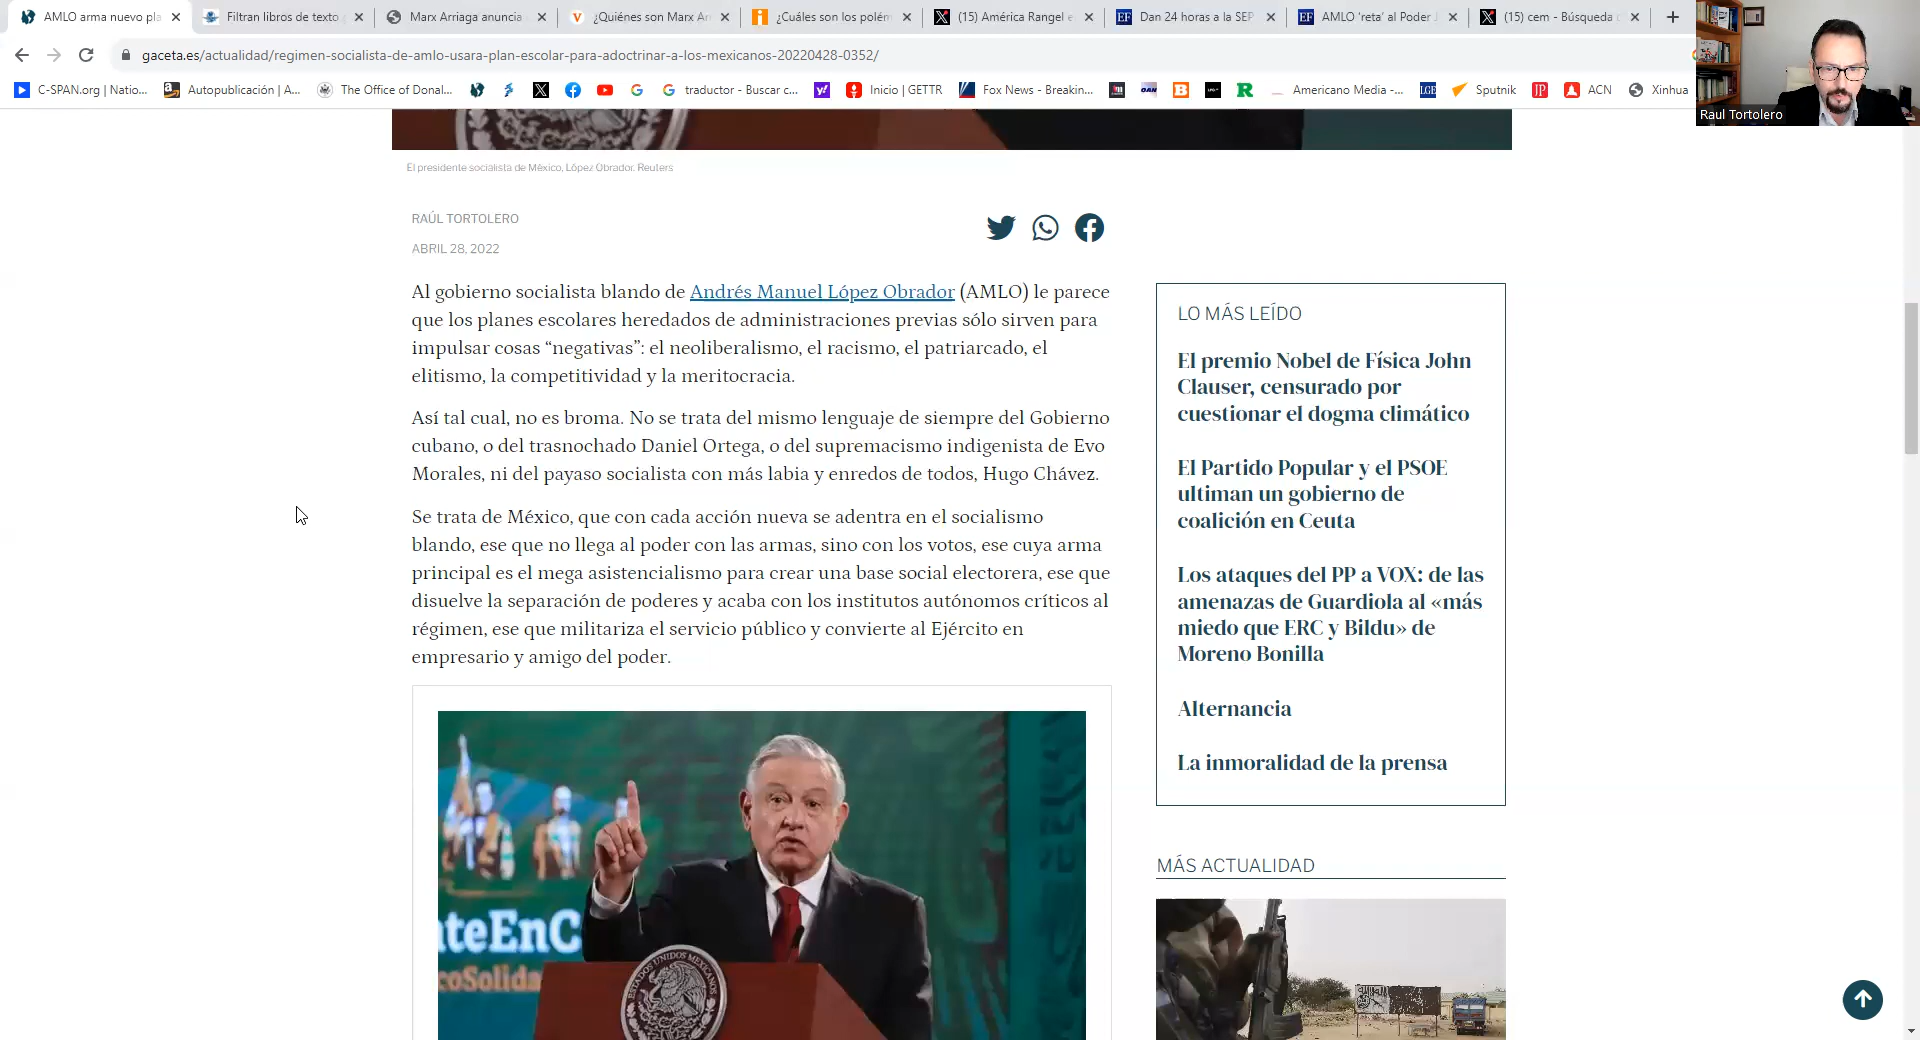 AMLO arma nuevo pla
Filtran libros de texto
Marx Arriaga anuncia
¿Quiénes son Marx Ar
¿Cuáles son los polém
(15) América Rangel e
Dan 24 horas a la SEP
AMLO 'reta' al Poder J
(15) cem - Búsqueda d
gaceta.es/actualidad/regimen-socialista-de-amlo-usara-plan-escolar-para-adoctrinar-a-los-mexicanos-20220428-0352/
C-SPAN.org | Natio...
Autopublicación | A...
The Office of Donal...
traductor - Buscar c...
Inicio | GETTR
Fox News - Breakin...
OAN
Americano Media -...
LGE
Sputnik
JP
ACN
Xinhua
Raul Tortolero
El presidente socialista de México, López Obrador. Reuters
RAÚL TORTOLERO
ABRIL 28, 2022
Al gobierno socialista blando de Andrés Manuel López Obrador (AMLO) le parece
que los planes escolares heredados de administraciones previas sólo sirven para
impulsar cosas “negativas”: el neoliberalismo, el racismo, el patriarcado, el
elitismo, la competitividad y la meritocracia.
Así tal cual, no es broma. No se trata del mismo lenguaje de siempre del Gobierno
cubano, o del trasnochado Daniel Ortega, o del supremacismo indigenista de Evo
Morales, ni del payaso socialista con más labia y enredos de todos, Hugo Chávez.
Se trata de México, que con cada acción nueva se adentra en el socialismo
blando, ese que no llega al poder con las armas, sino con los votos, ese cuya arma
principal es el mega asistencialismo para crear una base social electorera, ese que
disuelve la separación de poderes y acaba con los institutos autónomos críticos al
régimen, ese que militariza el servicio público y convierte al Ejército en
empresario y amigo del poder.
ateEnC
coSolida
ESTADOS UNIDOS MEXICANOS
LO MÁS LEÍDO
El premio Nobel de Física John
Clauser, censurado por
cuestionar el dogma climático
El Partido Popular y el PSOE
ultiman un gobierno de
coalición en Ceuta
Los ataques del PP a VOX: de las
amenazas de Guardiola al «más
miedo que ERC y Bildu» de
Moreno Bonilla
Alternancia
La inmoralidad de la prensa
MÁS ACTUALIDAD